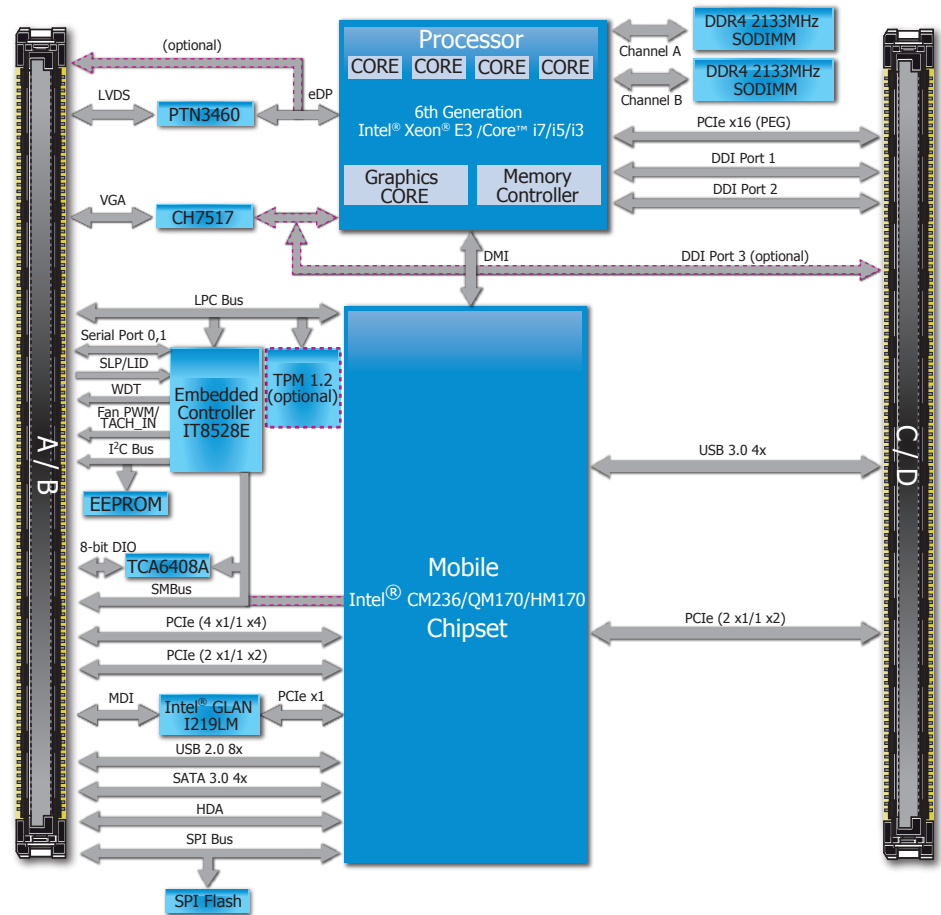 (optional)
LVDS
PTN3460
eDP
VGA
CH7517
Processor
CORE CORE CORE CORE
6th Generation
Intel® Xeon® E3 /Core™ i7/i5/i3
Graphics
CORE
Memory
Controller
Channel A
DDR4 2133MHz
SODIMM
Channel B
DDR4 2133MHz
SODIMM
PCIe x16 (PEG)
DDI Port 1
DDI Port 2
DMI
DDI Port 3 (optional)
LPC Bus
Serial Port 0,1
SLP/LID
WDT
Fan PWM/
TACH_IN
I²C Bus
Embedded
Controller
IT8528E
TPM 1.2
(optional)
EEPROM
8-bit DIO
TCA6408A
SMBus
PCIe (4 x1/1 x4)
PCIe (2 x1/1 x2)
MDI
Intel® GLAN
I219LM
PCIe x1
USB 2.0 8x
SATA 3.0 4x
HDA
SPI Bus
SPI Flash
Mobile
Intel® CM236/QM170/HM170
Chipset
USB 3.0 4x
PCIe (2 x1/1 x2)
A / B
C / D